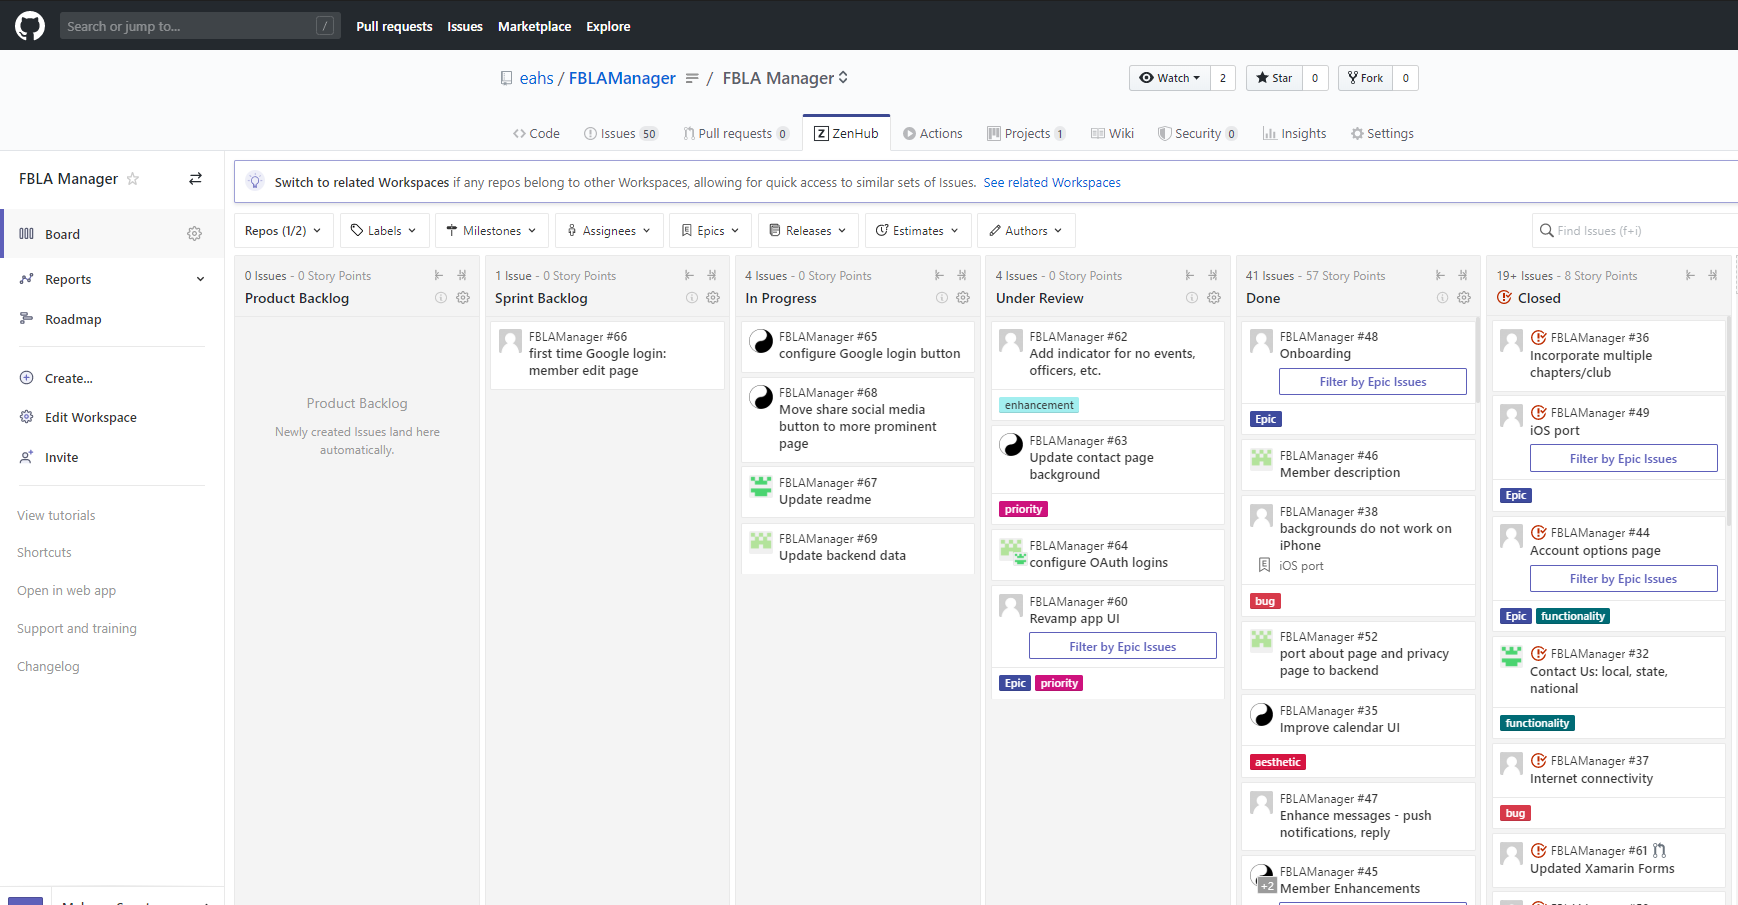 Search or jump to... /
Pull requests Issues Marketplace Explore
eahs / FBLAManager / FBLA Manager
Watch 2 Star 0 Fork 0
Code Issues 50 Pull requests 0 ZenHub Actions Projects 1 Wiki Security 0 Insights Settings
FBLA Manager
Board
Reports
Roadmap
Create...
Edit Workspace
Invite
View tutorials
Shortcuts
Open in web app
Support and training
Changelog
Switch to related Workspaces if any repos belong to other Workspaces, allowing for quick access to similar sets of Issues. See related Workspaces
Repos (1/2) Labels Milestones Assignees Epics Releases Estimates Authors
Find Issues (f+i)
0 Issues - 0 Story Points
Product Backlog
Product Backlog
Newly created Issues land here
automatically.
1 Issue - 0 Story Points
Sprint Backlog
FBLAManager #66
first time Google login:
member edit page
4 Issues - 0 Story Points
In Progress
FBLAManager #65
configure Google login button
FBLAManager #68
Move share social media
button to more prominent
page
FBLAManager #67
Update readme
FBLAManager #69
Update backend data
4 Issues - 0 Story Points
Under Review
FBLAManager #62
Add indicator for no events,
officers, etc.
enhancement
FBLAManager #63
Update contact page
background
priority
FBLAManager #64
configure OAuth logins
FBLAManager #60
Revamp app UI
Filter by Epic Issues
Epic priority
41 Issues - 57 Story Points
Done
FBLAManager #48
Onboarding
Filter by Epic Issues
Epic
FBLAManager #46
Member description
FBLAManager #38
backgrounds do not work on
iPhone
iOS port
bug
FBLAManager #52
port about page and privacy
page to backend
FBLAManager #35
Improve calendar UI
aesthetic
FBLAManager #47
Enhance messages - push
notifications, reply
FBLAManager #45
+2
Member Enhancements
19+ Issues - 8 Story Points
Closed
FBLAManager #36
Incorporate multiple
chapters/club
FBLAManager #49
iOS port
Filter by Epic Issues
Epic
FBLAManager #44
Account options page
Filter by Epic Issues
Epic functionality
FBLAManager #32
Contact Us: local, state,
national
functionality
FBLAManager #37
Internet connectivity
bug
FBLAManager #61
Updated Xamarin Forms